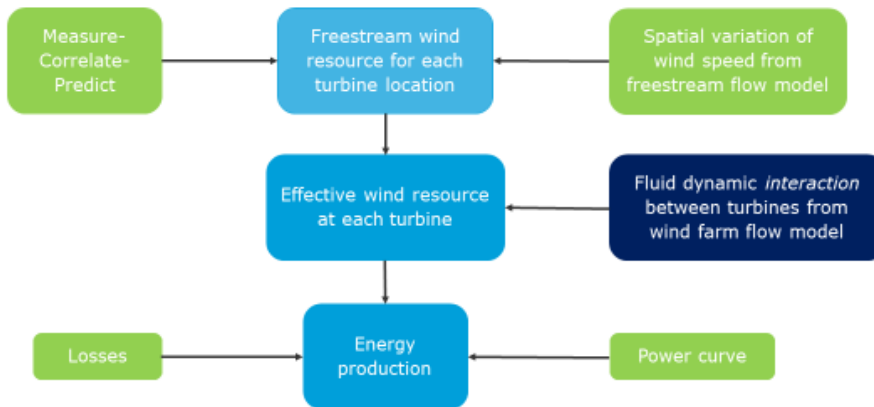 Measure-
Correlate-
Predict
Freestream wind
resource for each
turbine location
Spatial variation of
wind speed from
freestream flow model
Effective wind resource
at each turbine
Fluid dynamic interaction
between turbines from
wind farm flow model
Losses
Energy
production
Power curve